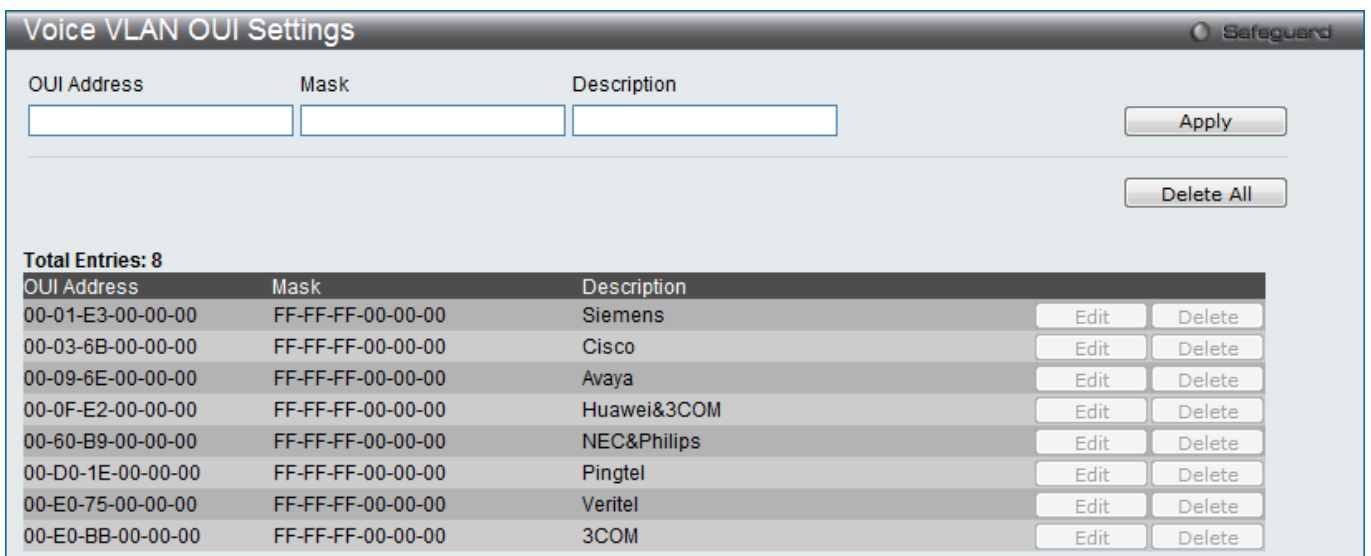 Voice VLAN OUI Settings Safeguard
OUI Address Mask Description
Apply
Delete All
Total Entries: 8
OUI Address Mask Description
00-01-E3-00-00-00 FF-FF-FF-00-00-00 Siemens Edit Delete
00-03-6B-00-00-00 FF-FF-FF-00-00-00 Cisco Edit Delete
00-09-6E-00-00-00 FF-FF-FF-00-00-00 Avaya Edit Delete
00-0F-E2-00-00-00 FF-FF-FF-00-00-00 Huawei&3COM Edit Delete
00-60-B9-00-00-00 FF-FF-FF-00-00-00 NEC&Philips Edit Delete
00-D0-1E-00-00-00 FF-FF-FF-00-00-00 Pingtel Edit Delete
00-E0-75-00-00-00 FF-FF-FF-00-00-00 Veritel Edit Delete
00-E0-BB-00-00-00 FF-FF-FF-00-00-00 3COM Edit Delete